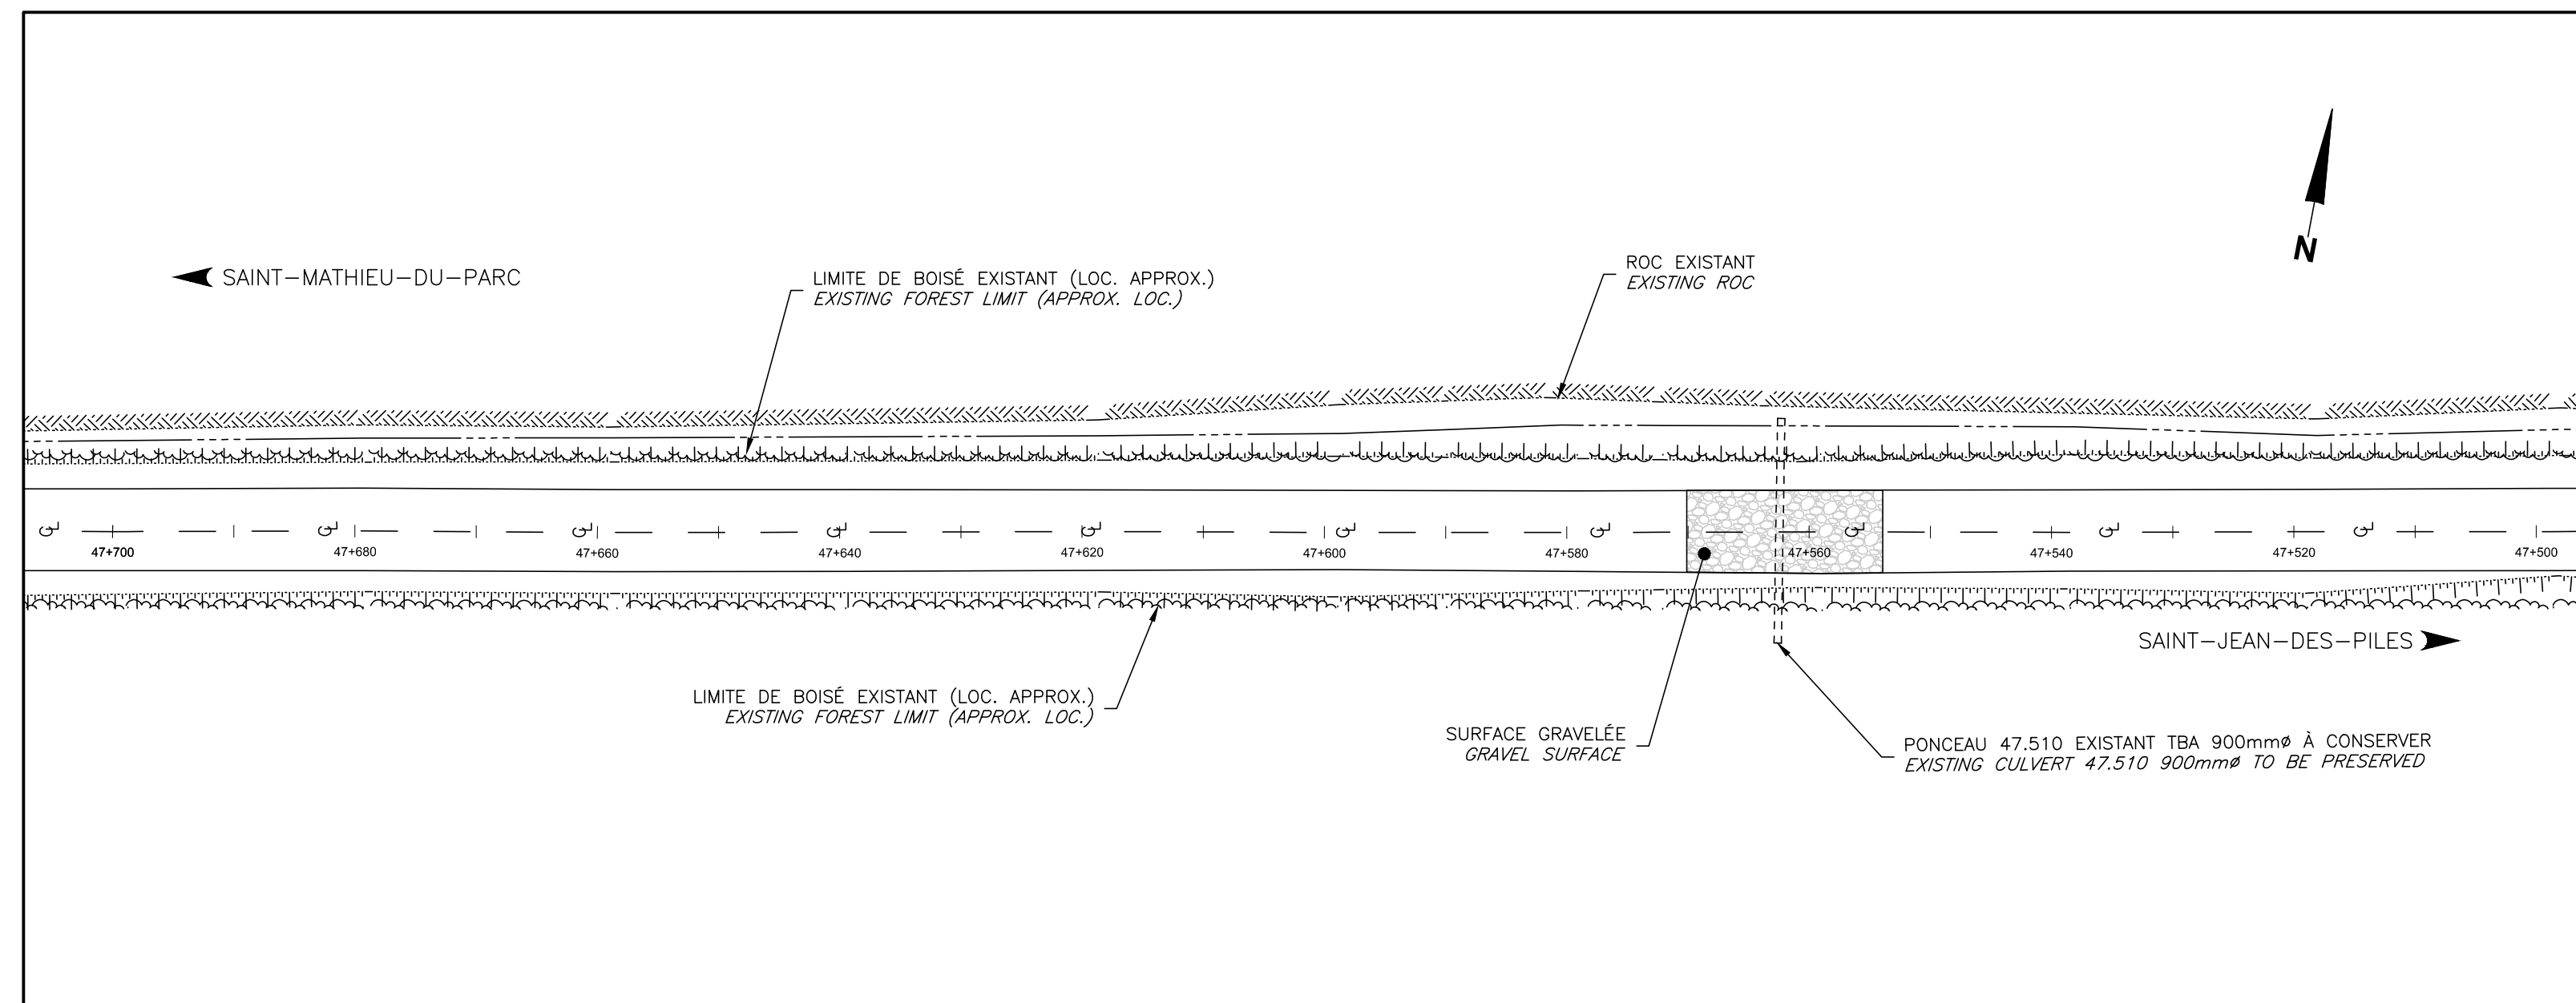 N
SAINT-MATHIEU-DU-PARC
LIMITE DE BOISÉ EXISTANT (LOC. APPROX.)
EXISTING FOREST LIMIT (APPROX. LOC.)
ROC EXISTANT
EXISTING ROC
47+700 47+680 47+660 47+640 47+620 47+600 47+580 47+560 47+540 47+520 47+500
SAINT-JEAN-DES-PILES
LIMITE DE BOISÉ EXISTANT (LOC. APPROX.)
EXISTING FOREST LIMIT (APPROX. LOC.)
SURFACE GRAVELÉE
GRAVEL SURFACE
PONCEAU 47.510 EXISTANT TBA 900mmø À CONSERVER
EXISTING CULVERT 47.510 900mmø TO BE PRESERVED